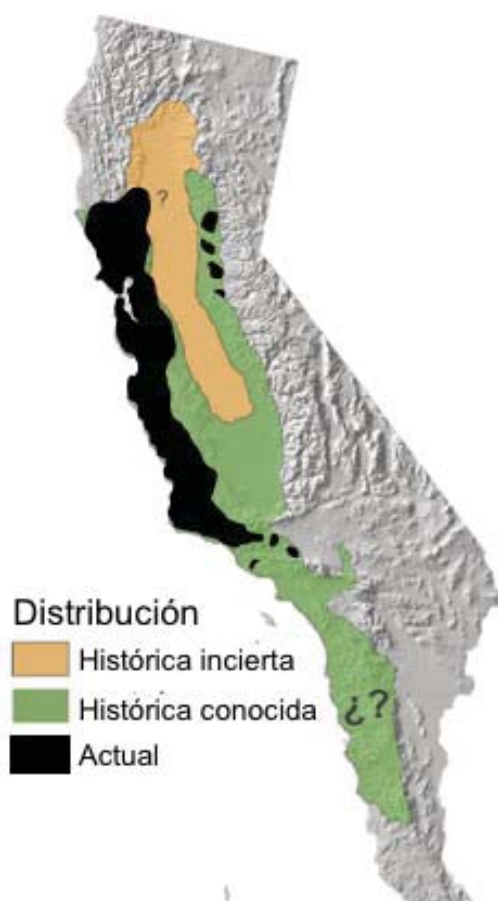 ?
¿?
Distribución
Histórica incierta
Histórica conocida
Actual